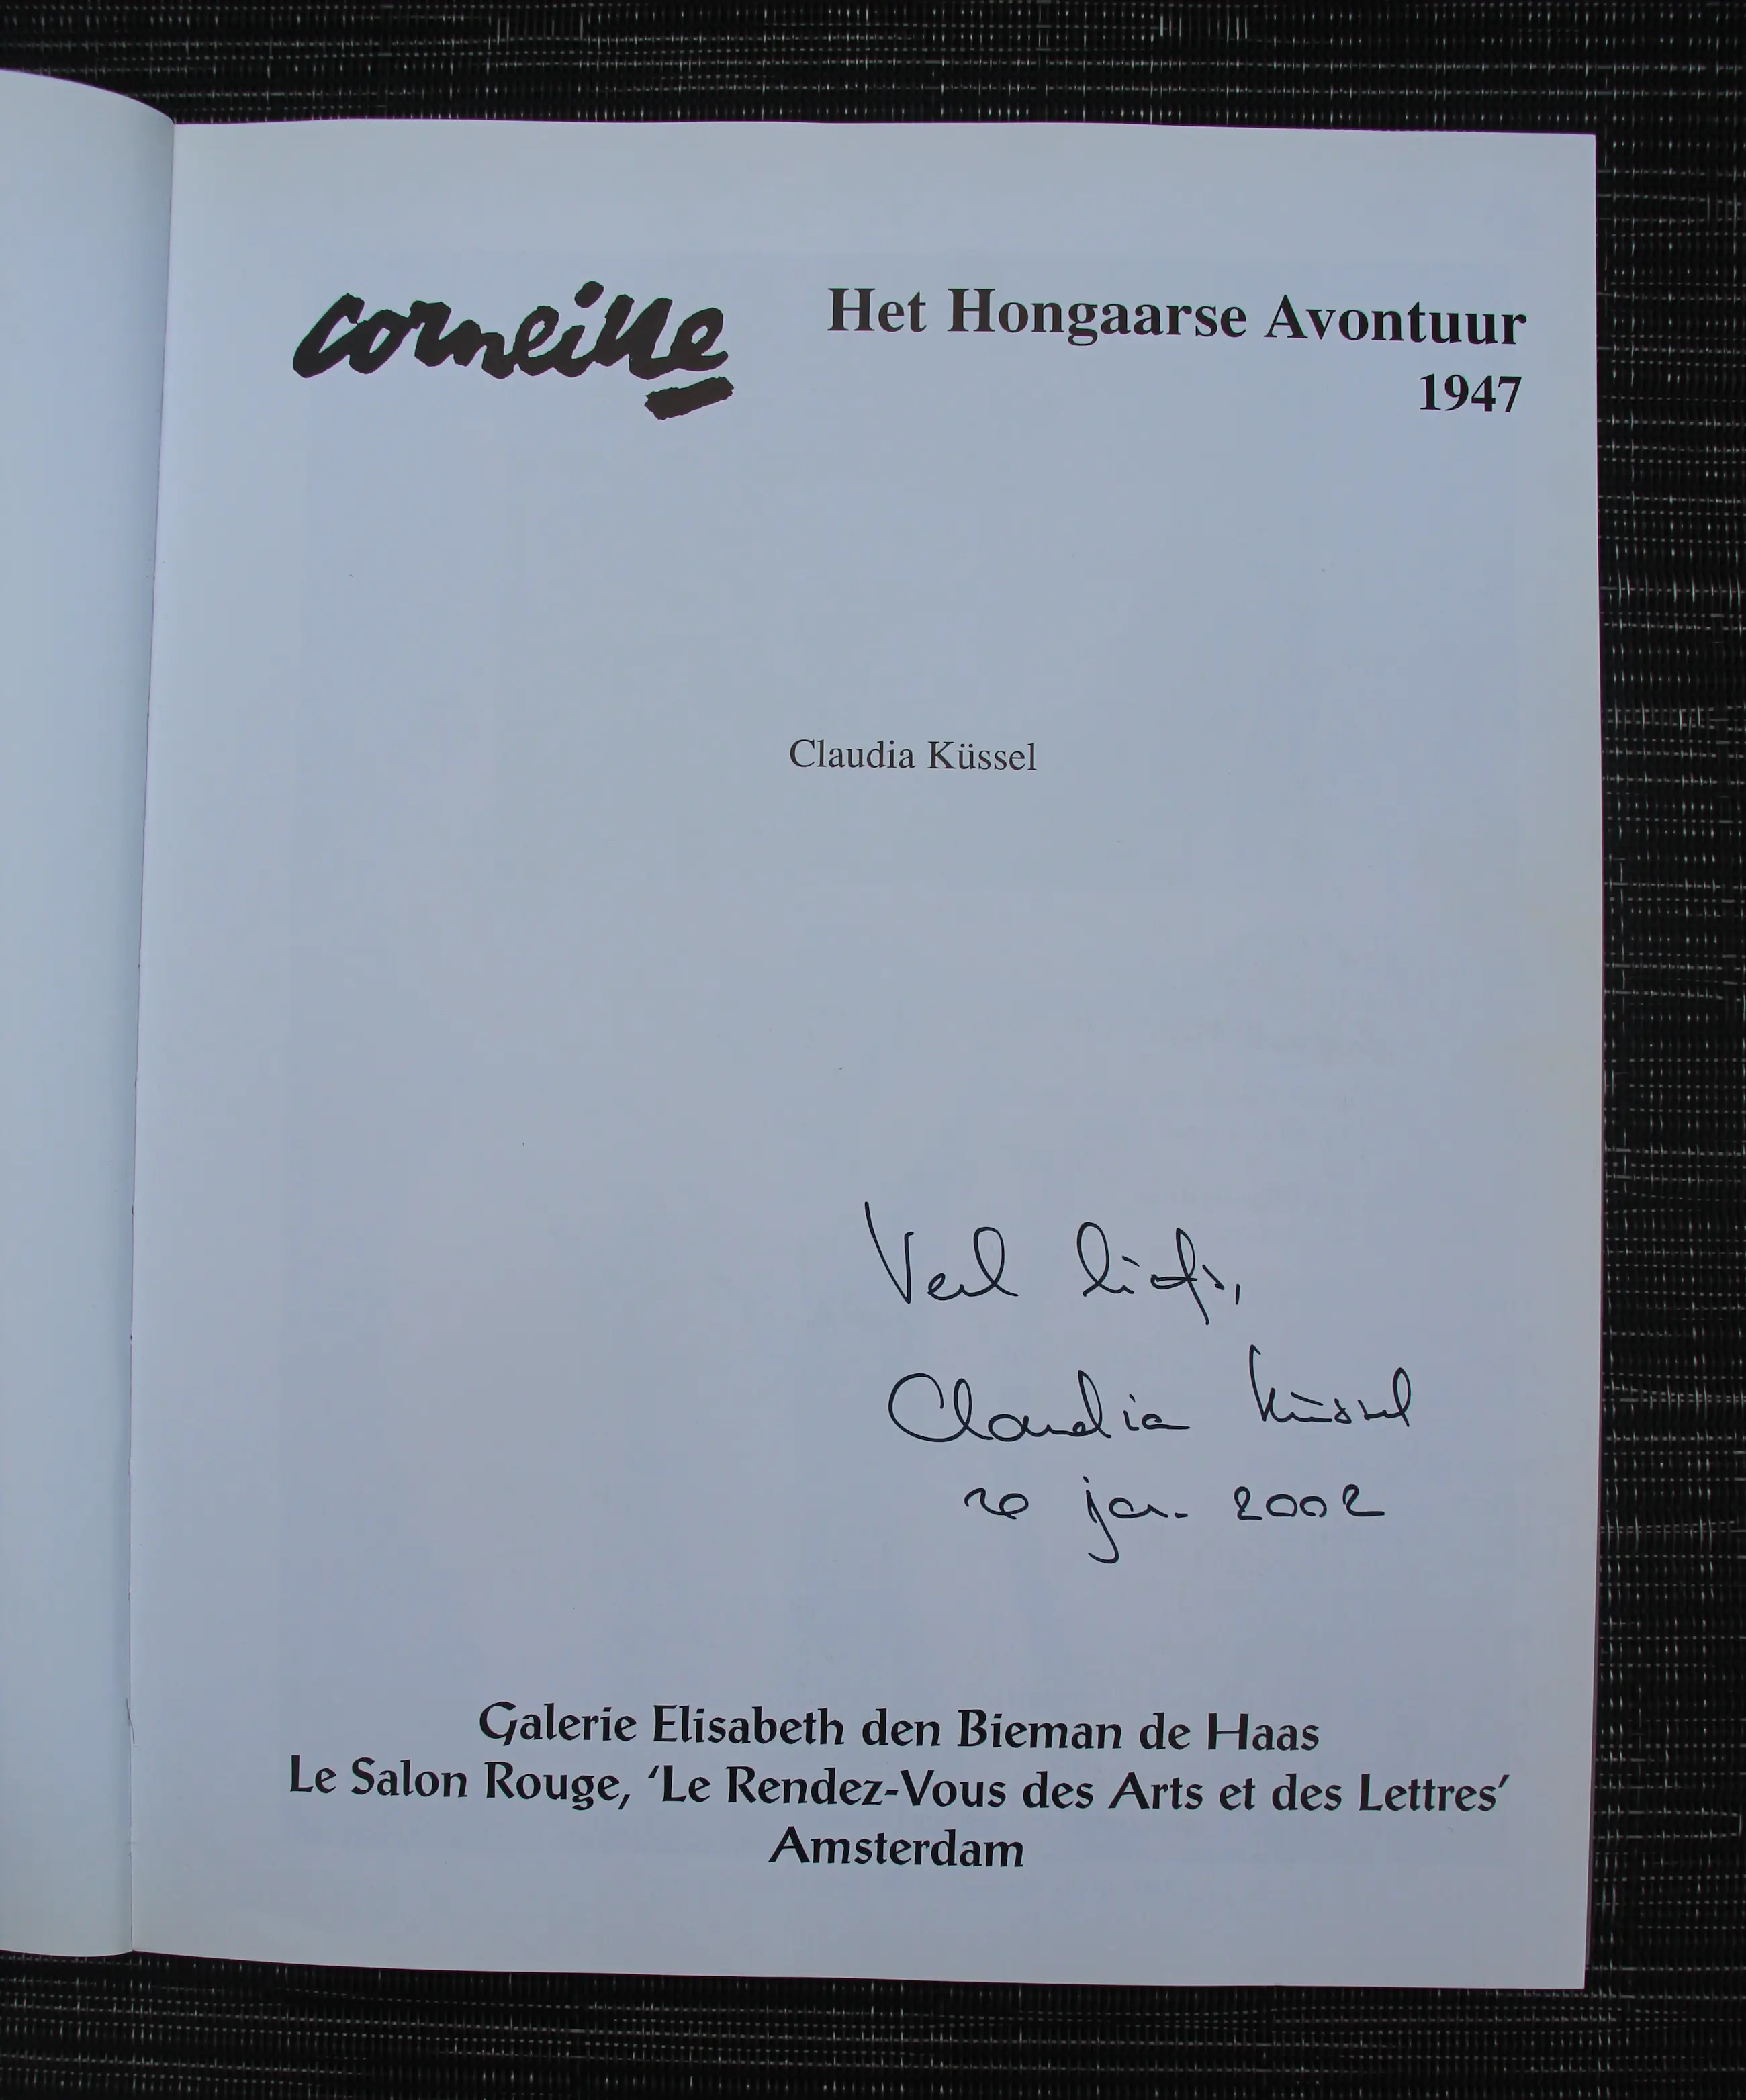 corneille
Het Hongaarse Avontuur
1947
Claudia Küssel
Veel liefs,
Claudia Küssel
20 jan. 2002
Galerie Elisabeth den Bieman de Haas
Le Salon Rouge, ‘Le Rendez-Vous des Arts et des Lettres’
Amsterdam